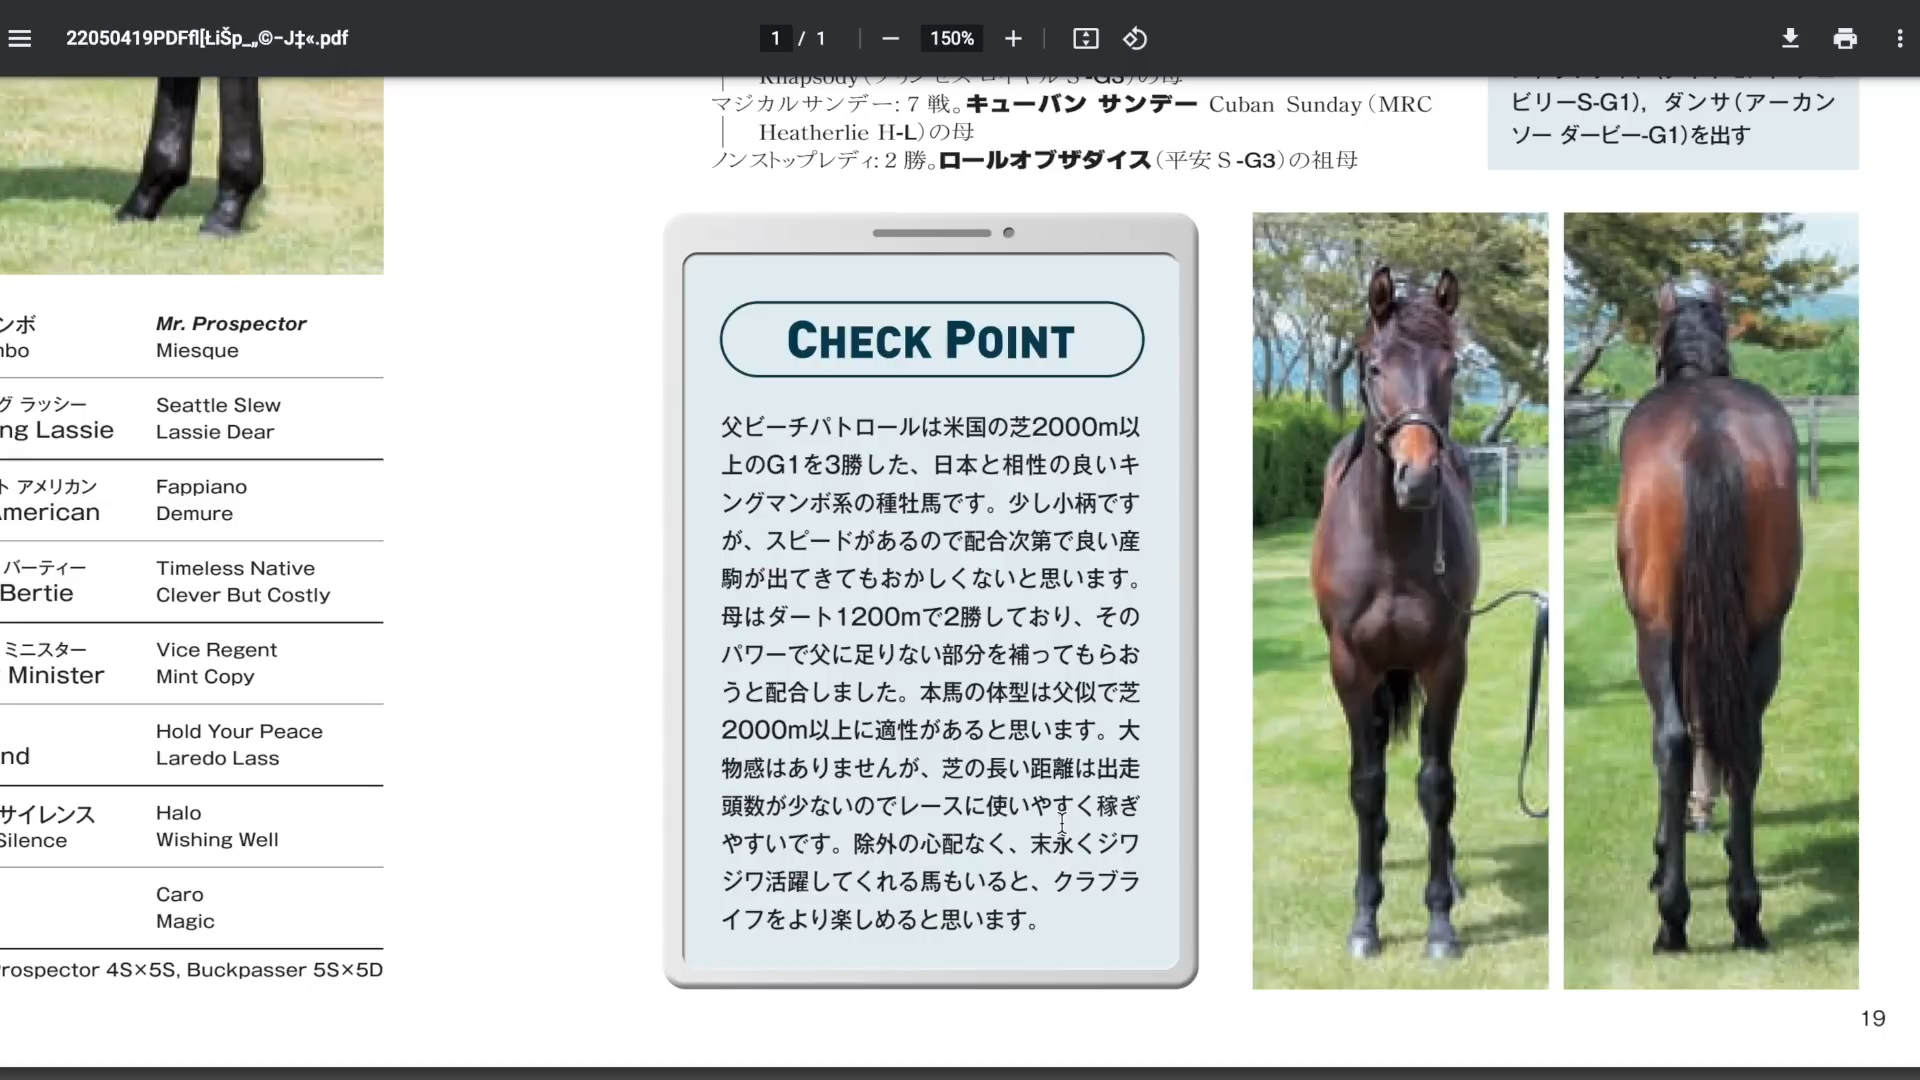 22050419PDFfl[ŁiŠp_„©–J‡«.pdf
1 / 1
150%
マジカルサンデー: 7 戦。キューバン サンデー Cuban Sunday（MRC
Heatherlie H-L）の母
ノンストップレディ: 2 勝。ロールオブザダイス（平安 S -G3）の祖母
ビリーS-G1)，ダンサ（アーカン
ソー ダービー-G1)を出す
ンボ
Mr. Prospector
nbo
Miesque
グ ラッシー
Seattle Slew
ng Lassie
Lassie Dear
ト アメリカン
Fappiano
American
Demure
バーティー
Timeless Native
Bertie
Clever But Costly
ミニスター
Vice Regent
Minister
Mint Copy
Hold Your Peace
nd
Laredo Lass
サイレンス
Halo
Silence
Wishing Well
Caro
Magic
Prospector 4S×5S, Buckpasser 5S×5D
CHECK POINT
父ビーチパトロールは米国の芝2000m以
上のG1を3勝した、日本と相性の良いキ
ングマンボ系の種牡馬です。少し小柄です
が、スピードがあるので配合次第で良い産
駒が出てきてもおかしくないと思います。
母はダート1200mで2勝しており、その
パワーで父に足りない部分を補ってもらお
うと配合しました。本馬の体型は父似で芝
2000m以上に適性があると思います。大
物感はありませんが、芝の長い距離は出走
頭数が少ないのでレースに使いやすく稼ぎ
やすいです。除外の心配なく、末永くジワ
ジワ活躍してくれる馬もいると、クラブラ
イフをより楽しめると思います。
19